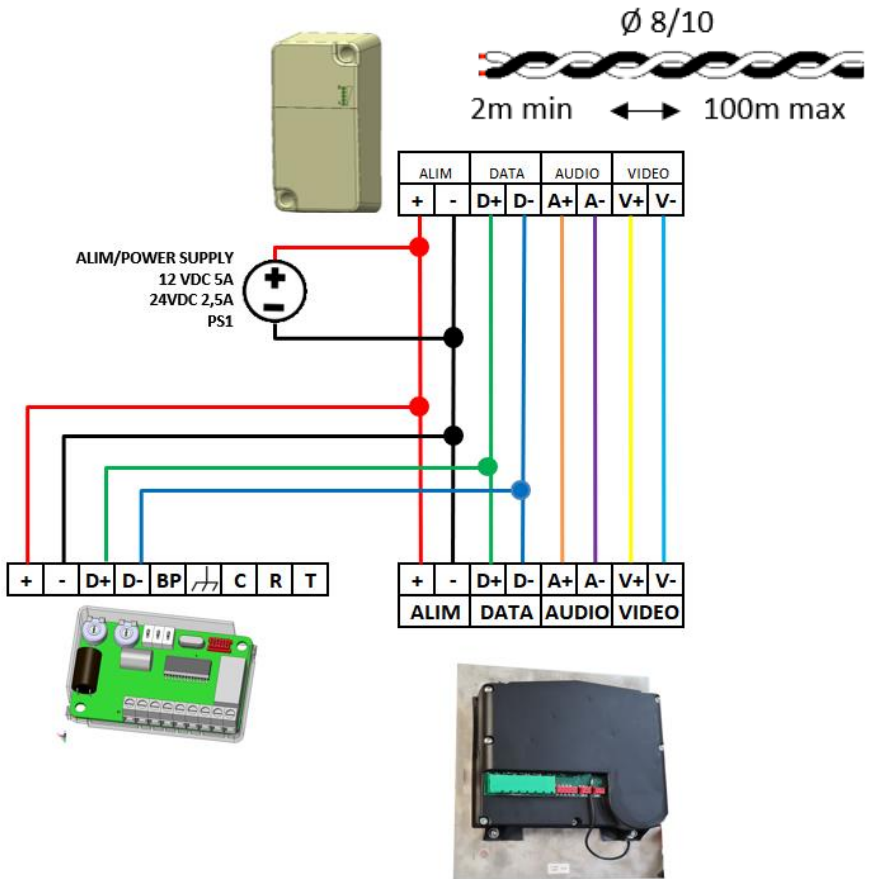 Ø 8/10
2m min 100m max
ALIM DATA AUDIO VIDEO
+ - D+ D- A+ A- V+ V-
ALIM/POWER SUPPLY
12 VDC 5A
24VDC 2,5A
PS1
+
−
+ - D+ D- BP C R T
+ - D+ D- A+ A- V+ V-
ALIM DATA AUDIO VIDEO